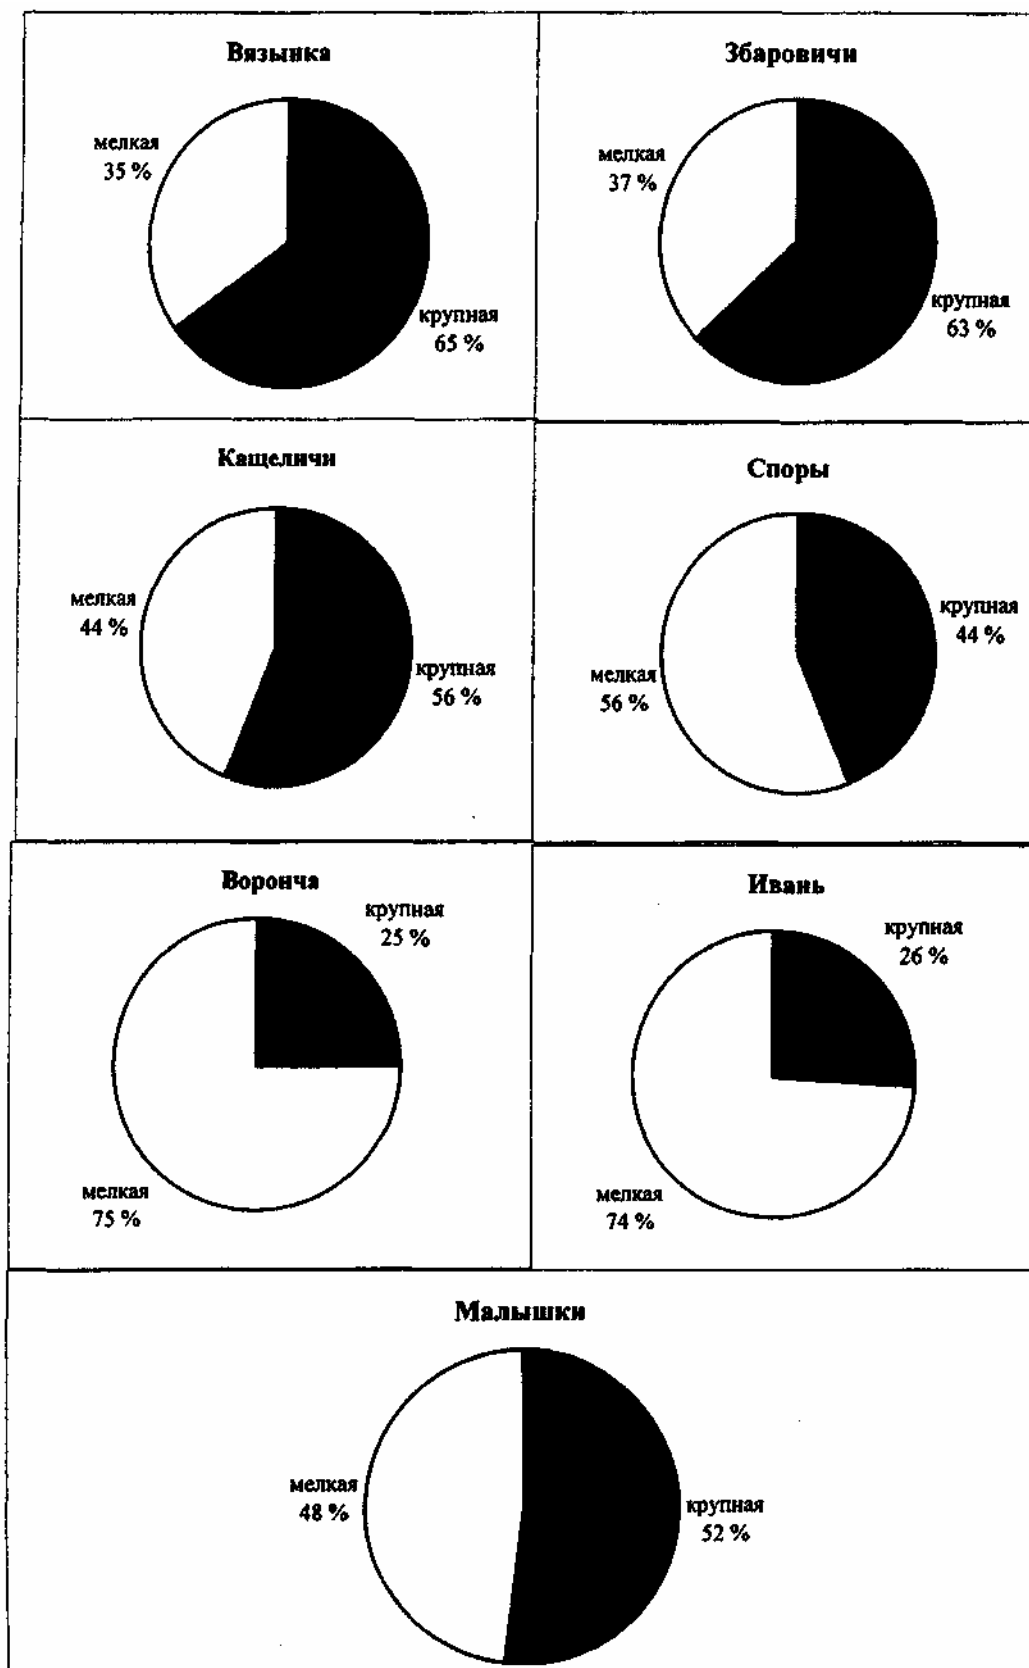 Вязынка
мелкая
35 %
крупная
65 %
Збаровичи
мелкая
37 %
крупная
63 %
Кащеличи
мелкая
44 %
крупная
56 %
Споры
крупная
44 %
мелкая
56 %
Воронча
крупная
25 %
мелкая
75 %
Ивань
крупная
26 %
мелкая
74 %
Малышки
мелкая
48 %
крупная
52 %